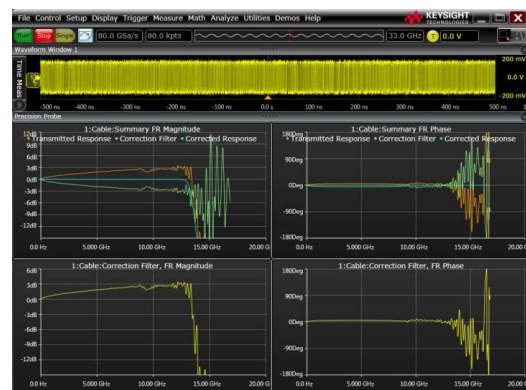 File Control Setup Display Trigger Measure Math Analyze Utilities Demos Help
KEYSIGHT
TECHNOLOGIES
Run Stop Single 80.0 GSa/s 80.0 kpts 33.0 GHz T 0.0 V
Waveform Window 1
Time Meas
200 mV
0.0 V
-200 mV
-500 ns -400 ns -300 ns -200 ns -100 ns 0.0 s 100 ns 200 ns 300 ns 400 ns 500 ns
Precision Probe
1:Cable:Summary FR Magnitude
Transmitted Response Correction Filter Corrected Response
12dB
9dB
6dB
3dB
0dB
-3dB
-6dB
-9dB
-12dB
0.0 Hz 5.000 GHz 10.00 GHz 15.00 GHz 20.00 G
1:Cable:Summary FR Phase
Transmitted Response Correction Filter Corrected Response
180Deg
90Deg
0Deg
-90Deg
-180Deg
0.0 Hz 5.000 GHz 10.00 GHz 15.00 GHz 20.00 G
1:Cable:Correction Filter, FR Magnitude
6dB
3dB
0dB
-3dB
-6dB
-9dB
-12dB
0.0 Hz 5.000 GHz 10.00 GHz 15.00 GHz 20.00 G
1:Cable:Correction Filter, FR Phase
180Deg
90Deg
0Deg
-90Deg
-180Deg
0.0 Hz 5.000 GHz 10.00 GHz 15.00 GHz 20.00 G